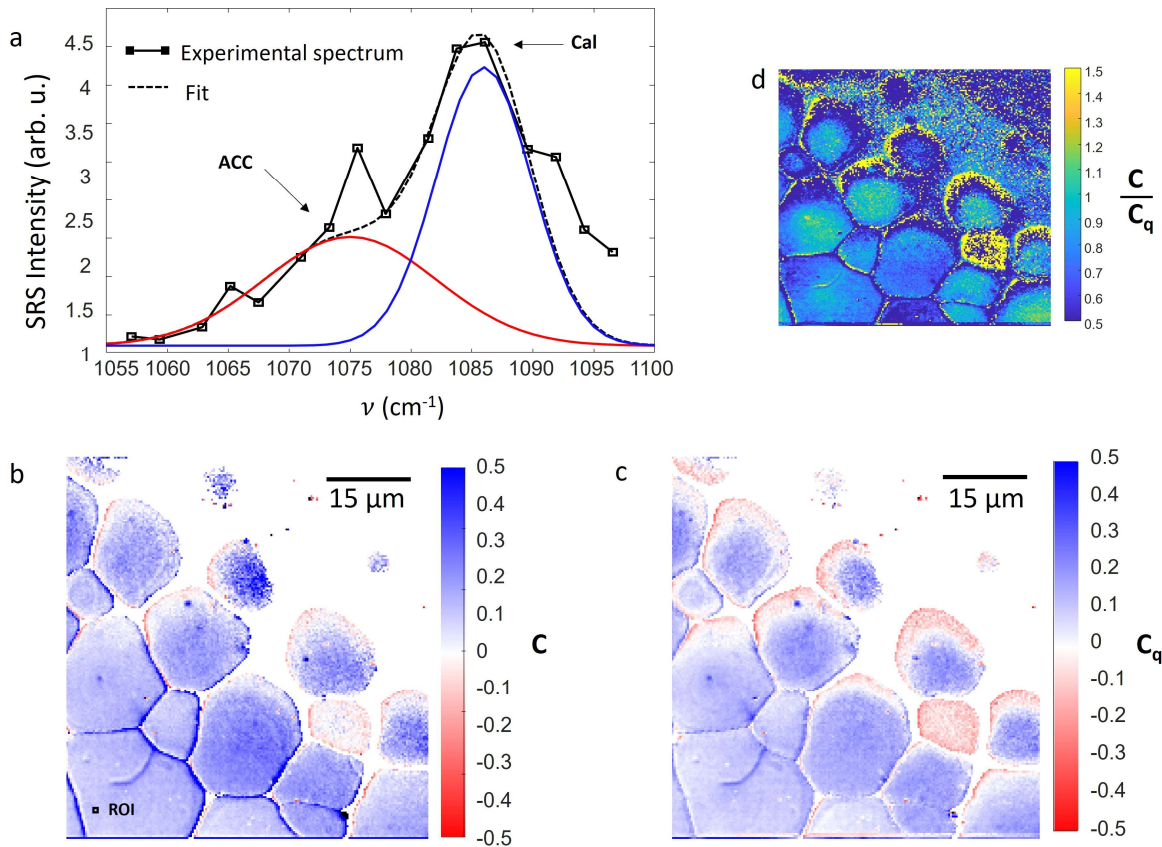 a
4.5
4
3.5
3
2.5
2
1.5
1
SRS Intensity (arb. u.)
Experimental spectrum
Fit
ACC
Cal
1055 1060 1065 1070 1075 1080 1085 1090 1095 1100
ν (cm-1)
d
1.5
1.4
1.3
1.2
1.1
1
0.9
0.8
0.7
0.6
0.5
C
Cq
b
15 µm
ROI
0.5
0.4
0.3
0.2
0.1
0
-0.1
-0.2
-0.3
-0.4
-0.5
C
c
15 µm
0.5
0.4
0.3
0.2
0.1
0
-0.1
-0.2
-0.3
-0.4
-0.5
Cq